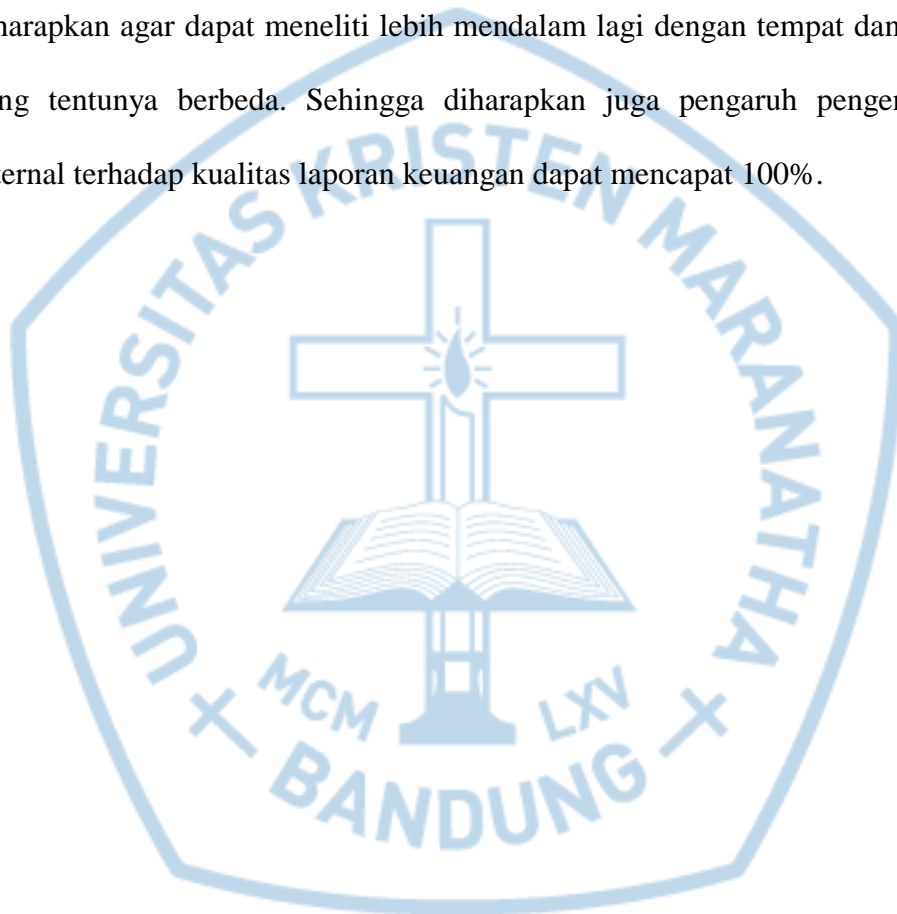 harapkan agar dapat meneliti lebih mendalam lagi dengan tempat dan
ng tentunya berbeda. Sehingga diharapkan juga pengaruh penger
ternal terhadap kualitas laporan keuangan dapat mencapat 100%.
UNIVERSITAS KRISTEN MARANATHA
MCM LXV
BANDUNG